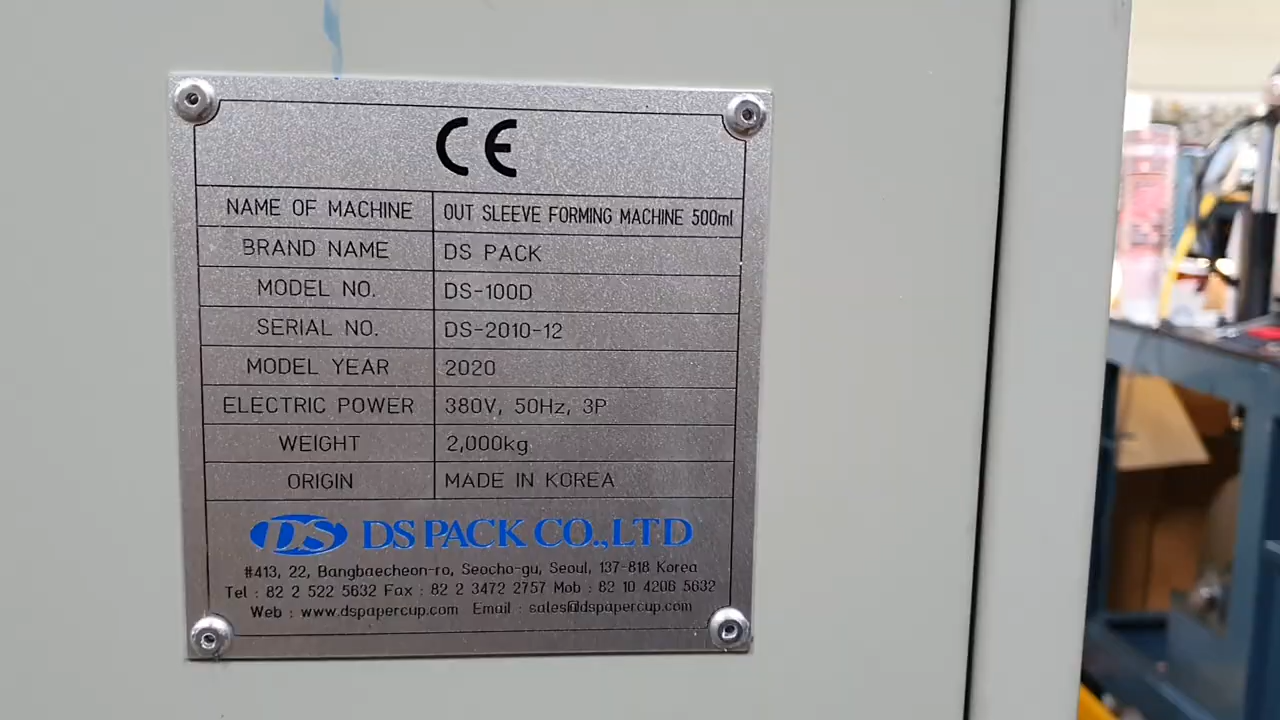 CE
NAME OF MACHINE OUT SLEEVE FORMING MACHINE 500ml
BRAND NAME DS PACK
MODEL NO. DS-100D
SERIAL NO. DS-2010-12
MODEL YEAR 2020
ELECTRIC POWER 380V, 50Hz, 3P
WEIGHT 2,000kg
ORIGIN MADE IN KOREA
DS DS PACK CO.,LTD
#413, 22, Bangbaecheon-ro, Seocho-gu, Seoul, 137-818 Korea
Tel : 82 2 522 5632 Fax : 82 2 3472 2757 Mob : 82 10 4206 5632
Web : www.dspapercup.com Email : sales@dspapercup.com